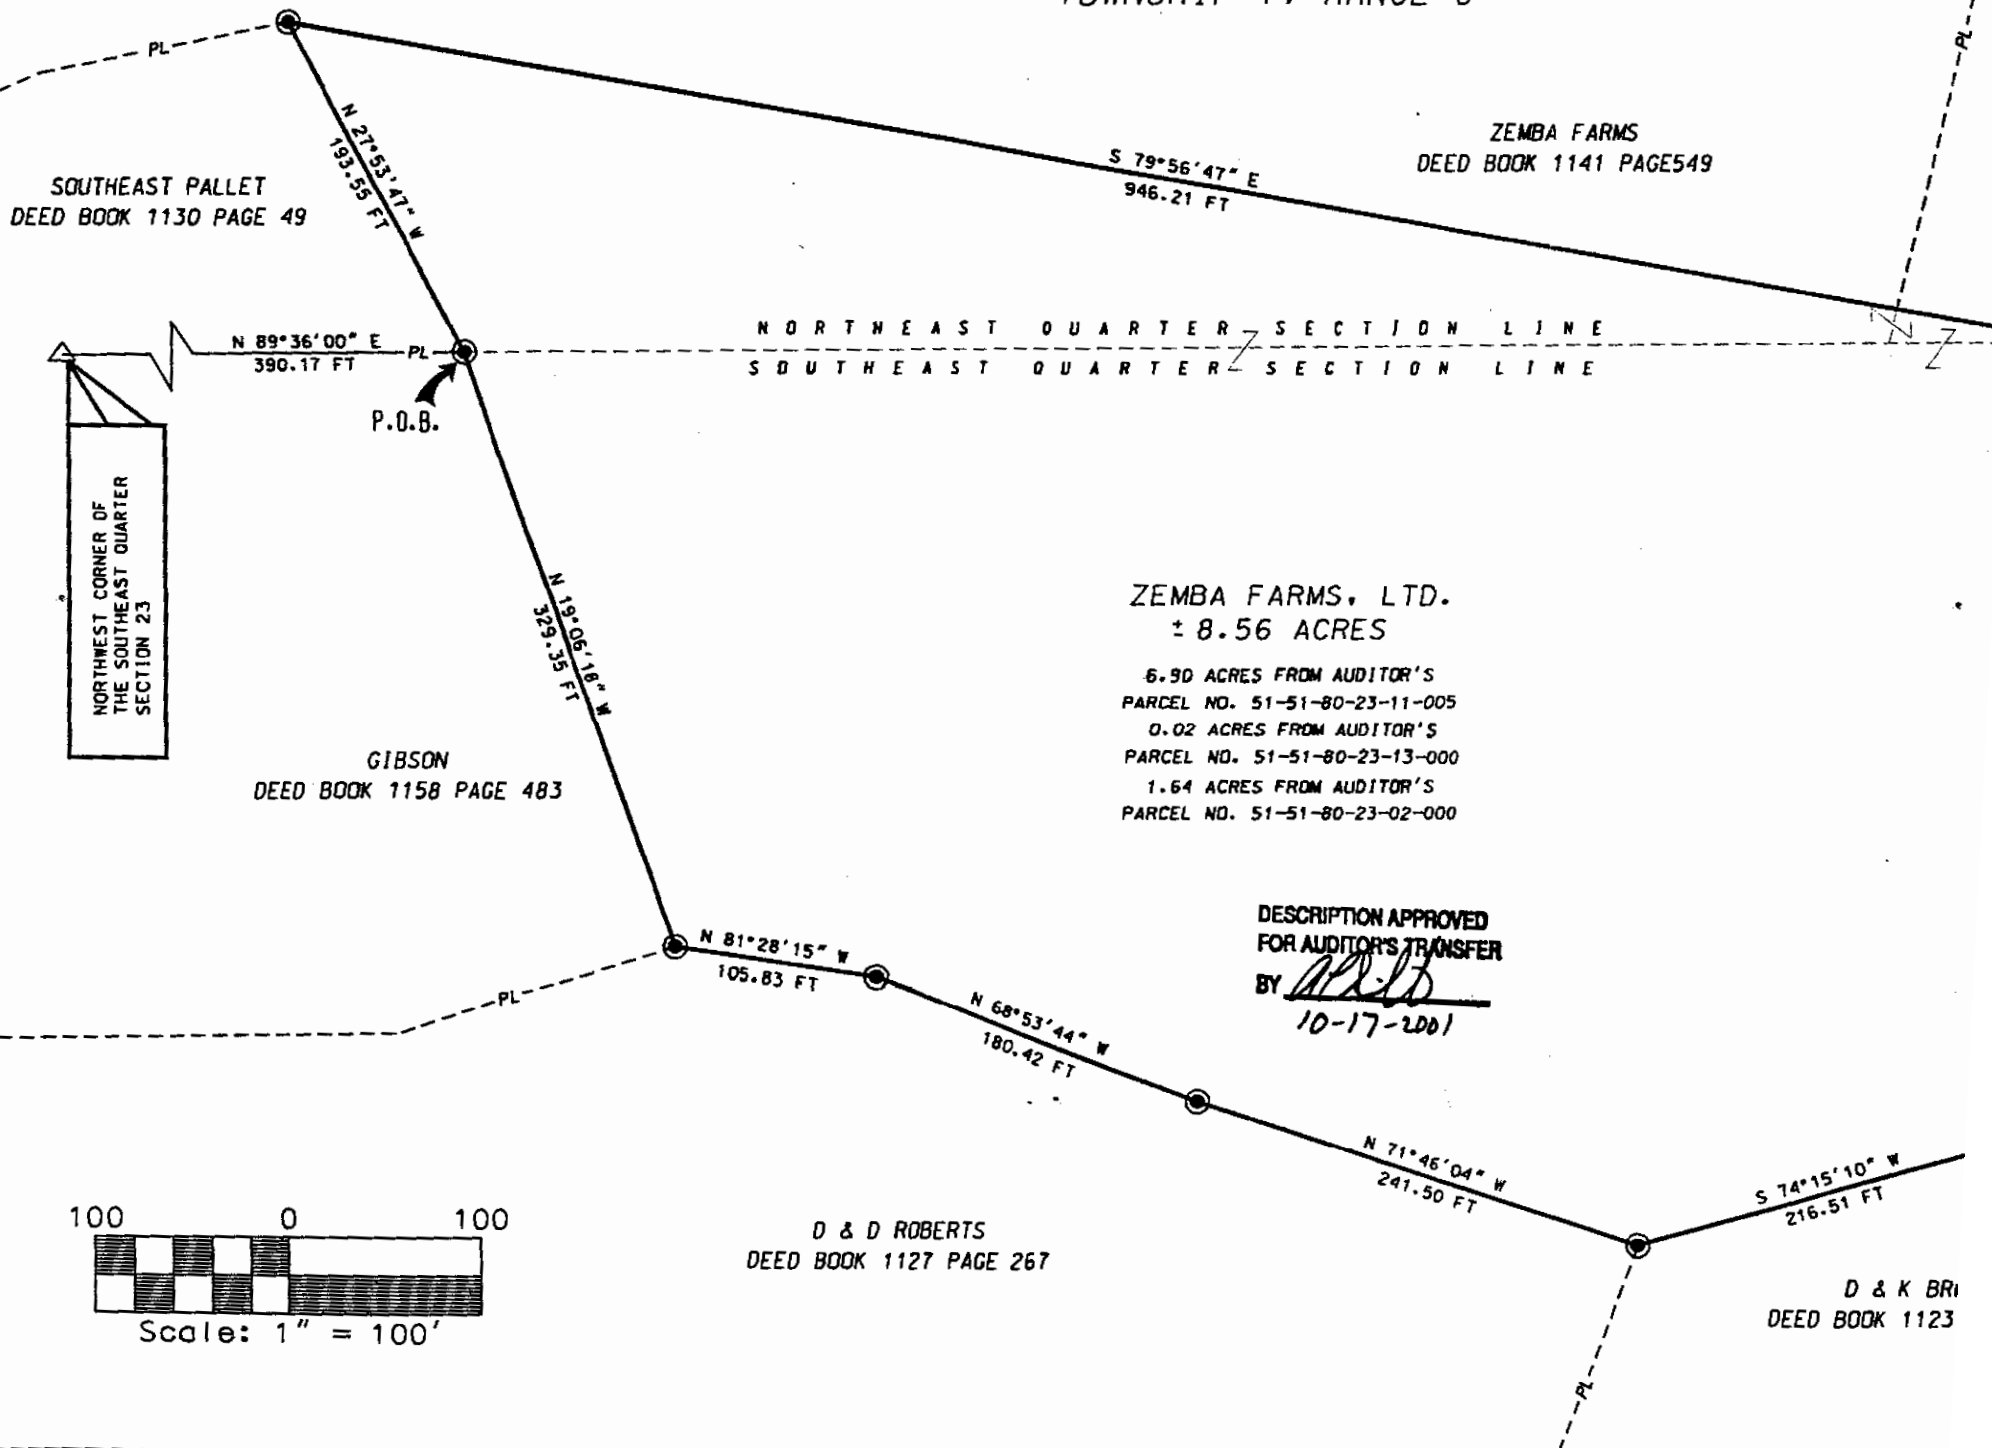 PL
PL
N 27°53'47" W
193.55 FT
S 79°56'47" E
946.21 FT
ZEMBA FARMS
DEED BOOK 1141 PAGE549
SOUTHEAST PALLET
DEED BOOK 1130 PAGE 49
N 89°36'00" E
390.17 FT
PL
P.O.B.
NORTHEAST QUARTER SECTION LINE
SOUTHEAST QUARTER SECTION LINE
Z
Z
NORTHWEST CORNER OF
THE SOUTHEAST QUARTER
SECTION 23
N 19°06'18" W
329.35 FT
ZEMBA FARMS, LTD.
± 8.56 ACRES
6.90 ACRES FROM AUDITOR'S
PARCEL NO. 51-51-80-23-11-005
0.02 ACRES FROM AUDITOR'S
PARCEL NO. 51-51-80-23-13-000
1.64 ACRES FROM AUDITOR'S
PARCEL NO. 51-51-80-23-02-000
GIBSON
DEED BOOK 1158 PAGE 483
N 81°28'15" W
105.83 FT
PL
DESCRIPTION APPROVED
FOR AUDITOR'S TRANSFER
BY
10-17-2001
N 68°53'44" W
180.42 FT
N 71°46'04" W
241.50 FT
S 74°15'10" W
216.51 FT
100 0 100
Scale: 1" = 100'
D & D ROBERTS
DEED BOOK 1127 PAGE 267
D & K
DEED BOOK 1123
PL